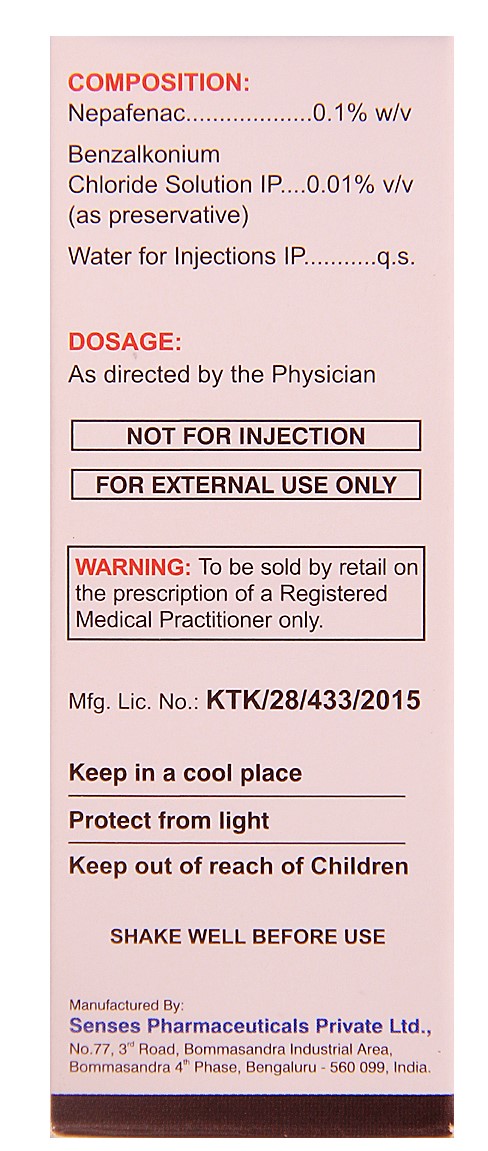 COMPOSITION:
Nepafenac...................0.1% w/v
Benzalkonium
Chloride Solution IP....0.01% v/v
(as preservative)
Water for Injections IP...........q.s.
DOSAGE:
As directed by the Physician
NOT FOR INJECTION
FOR EXTERNAL USE ONLY
WARNING: To be sold by retail on
the prescription of a Registered
Medical Practitioner only.
Mfg. Lic. No.: KTK/28/433/2015
Keep in a cool place
Protect from light
Keep out of reach of Children
SHAKE WELL BEFORE USE
Manufactured By:
Senses Pharmaceuticals Private Ltd.,
No.77, 3rd Road, Bommasandra Industrial Area,
Bommasandra 4th Phase, Bengaluru - 560 099, India.